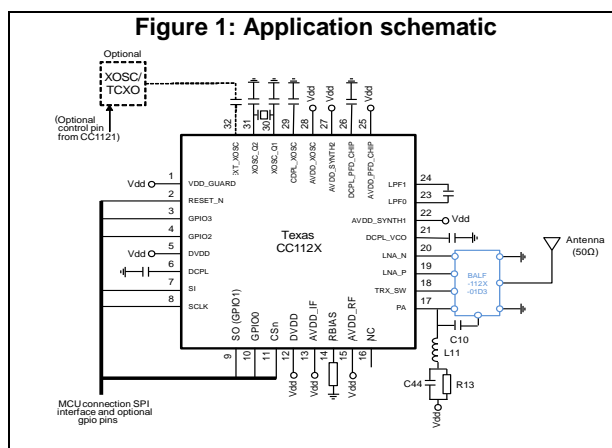 Figure 1: Application schematic
Optional
XOSC/
TCXO
(Optional
control pin
from CC1121)
32
31
30
29
28
27
26
25
Vdd
Vdd
Vdd
EXT_XOSC
XOSC_Q2
XOSC_Q1
CDPL_XOSC
AVDD_XOSC
AVDD_SYNTH2
DCPL_PFD_CHIP
AVDD_PFD_CHIP
Vdd 1 VDD_GUARD
2 RESET_N
3 GPIO3
4 GPIO2
Vdd 5 DVDD
6 DCPL
7 SI
8 SCLK
Texas
CC112X
LPF1 24
LPF0 23
AVDD_SYNTH1 22 Vdd
DCPL_VCO 21
LNA_N 20
LNA_P 19
TRX_SW 18
PA 17
BALF
-112X
-01D3
Antenna
(50Ω)
SO (GPIO1)
GPIO0
CSn
DVDD
AVDD_IF
RBIAS
AVDD_RF
NC
9
10
11
12
13
14
15
16
Vdd
Vdd
Vdd
C10
L11
C44
R13
Vdd
MCU connection SPI
interface and optional
gpio pins